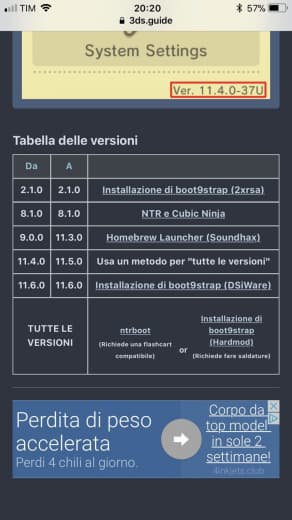 TIM 20:20 57%
3ds.guide
System Settings
Ver. 11.4.0-37U
Tabella delle versioni
Da A
2.1.0 2.1.0 Installazione di boot9strap (2xrsa)
8.1.0 8.1.0 NTR e Cubic Ninja
9.0.0 11.3.0 Homebrew Launcher (Soundhax)
11.4.0 11.5.0 Usa un metodo per "tutte le versioni"
11.6.0 11.6.0 Installazione di boot9strap (DSiWare)
TUTTE LE
VERSIONI
ntrboot
(Richiede una flashcart
compatibile)
or
Installazione di
boot9strap
(Hardmod)
(Richiede fare saldature)
Perdita di peso
accelerata
Perdi 4 chili al giorno.
Corpo da
top model
in sole 2
settimane!
4inkjets.club